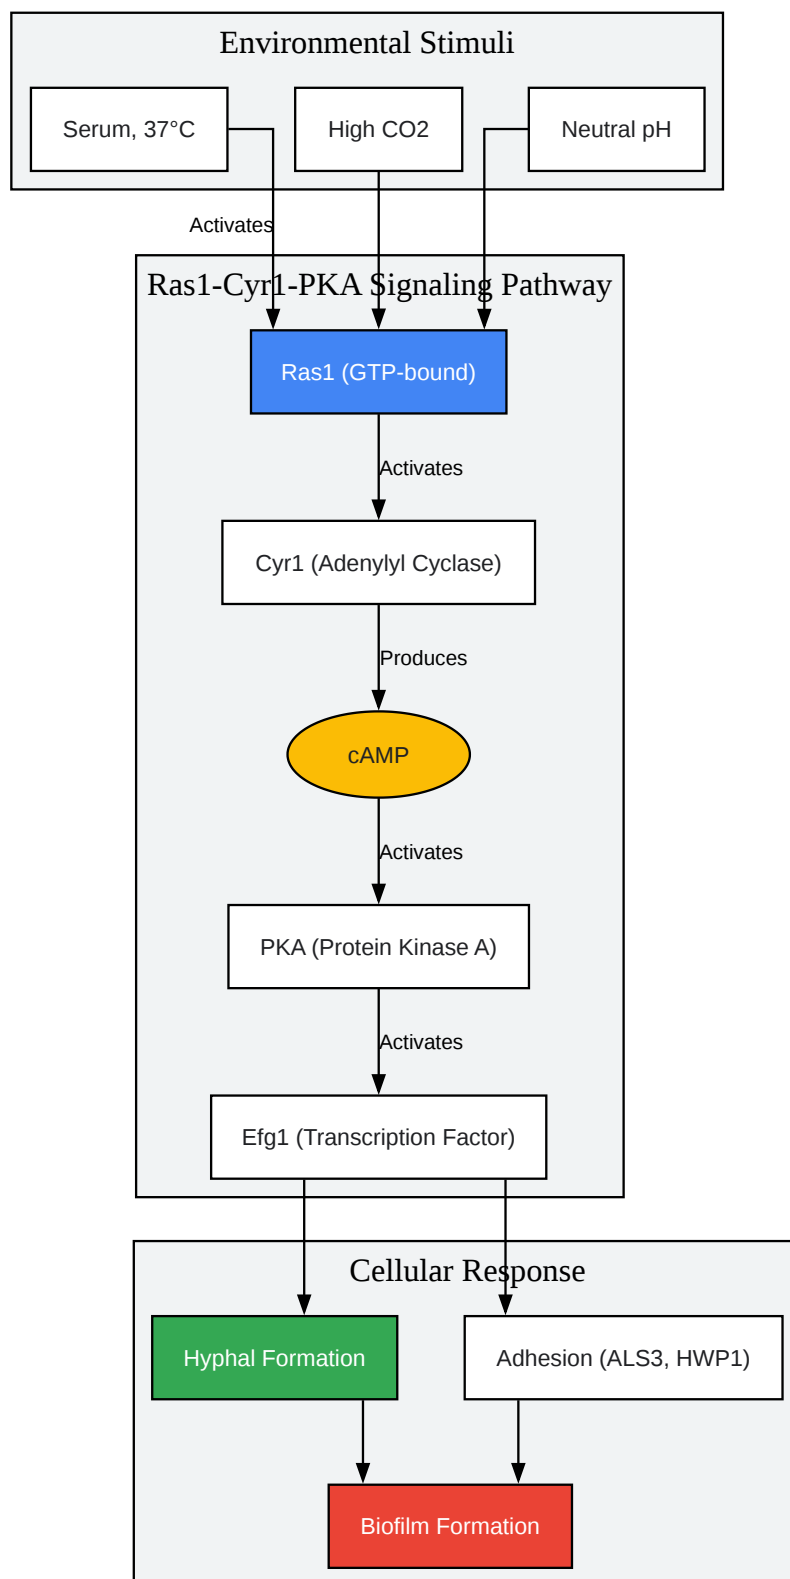 Environmental Stimuli
Serum, 37°C
High CO2
Neutral pH
Activates
Ras1-Cyr1-PKA Signaling Pathway
Ras1 (GTP-bound)
Activates
Cyr1 (Adenylyl Cyclase)
Produces
cAMP
Activates
PKA (Protein Kinase A)
Activates
Efg1 (Transcription Factor)
Cellular Response
Hyphal Formation
Adhesion (ALS3, HWP1)
Biofilm Formation